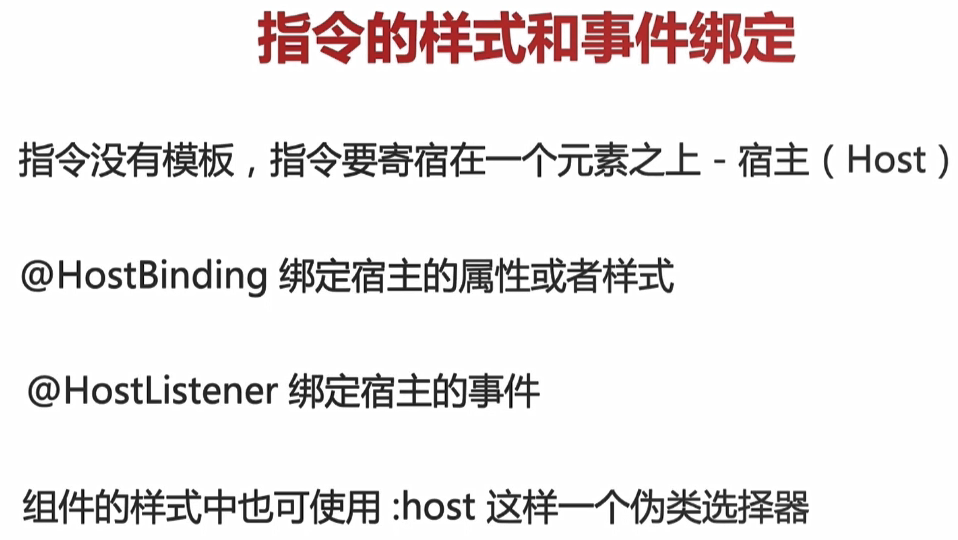 指令的样式和事件绑定
指令没有模板，指令要寄宿在一个元素之上 - 宿主（Host）
@HostBinding 绑定宿主的属性或者样式
@HostListener 绑定宿主的事件
组件的样式中也可使用 :host 这样一个伪类选择器